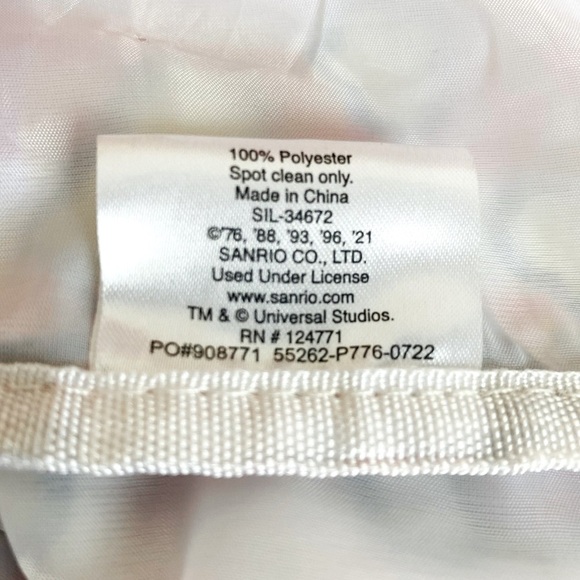 100% Polyester
Spot clean only.
Made in China
SIL-34672
©'76, '88, '93, '96, '21
SANRIO CO., LTD.
Used Under License
www.sanrio.com
TM & © Universal Studios.
RN # 124771
PO#908771 55262-P776-0722